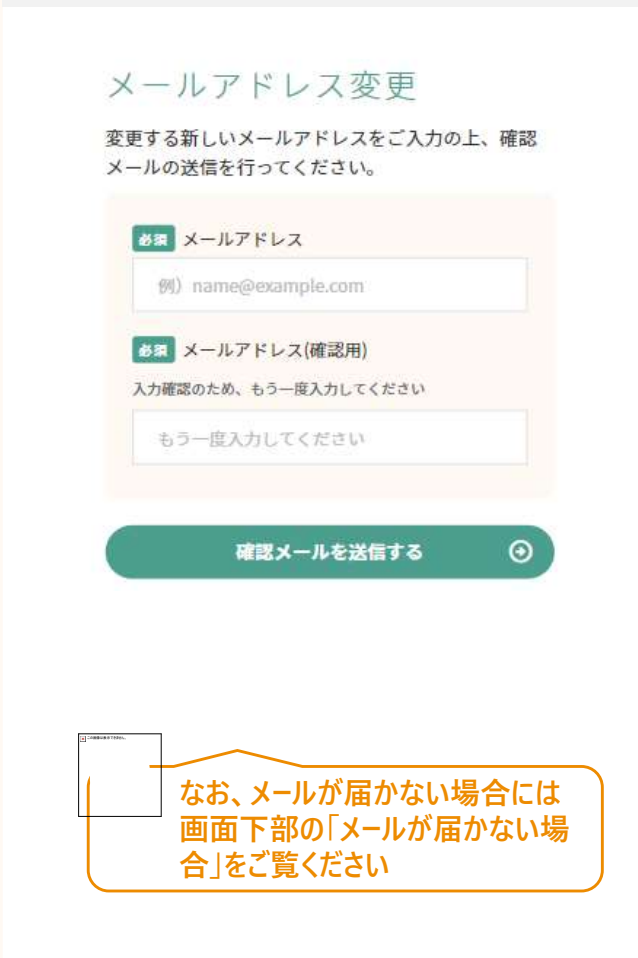 メールアドレス変更
変更する新しいメールアドレスをご入力の上、確認
メールの送信を行ってください。
必須 メールアドレス
例）name@example.com
必須 メールアドレス(確認用)
入力確認のため、もう一度入力してください
もう一度入力してください
確認メールを送信する
なお、メールが届かない場合には
画面下部の「メールが届かない場
合」をご覧ください